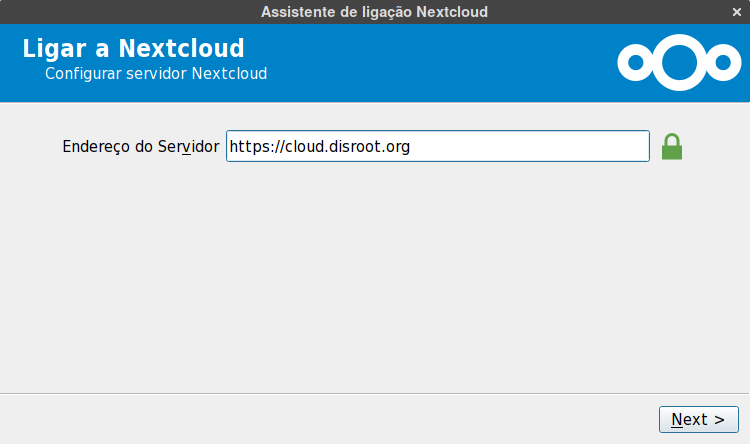 Assistente de ligação Nextcloud
Ligar a Nextcloud
Configurar servidor Nextcloud
Endereço do Servidor https://cloud.disroot.org
Next >